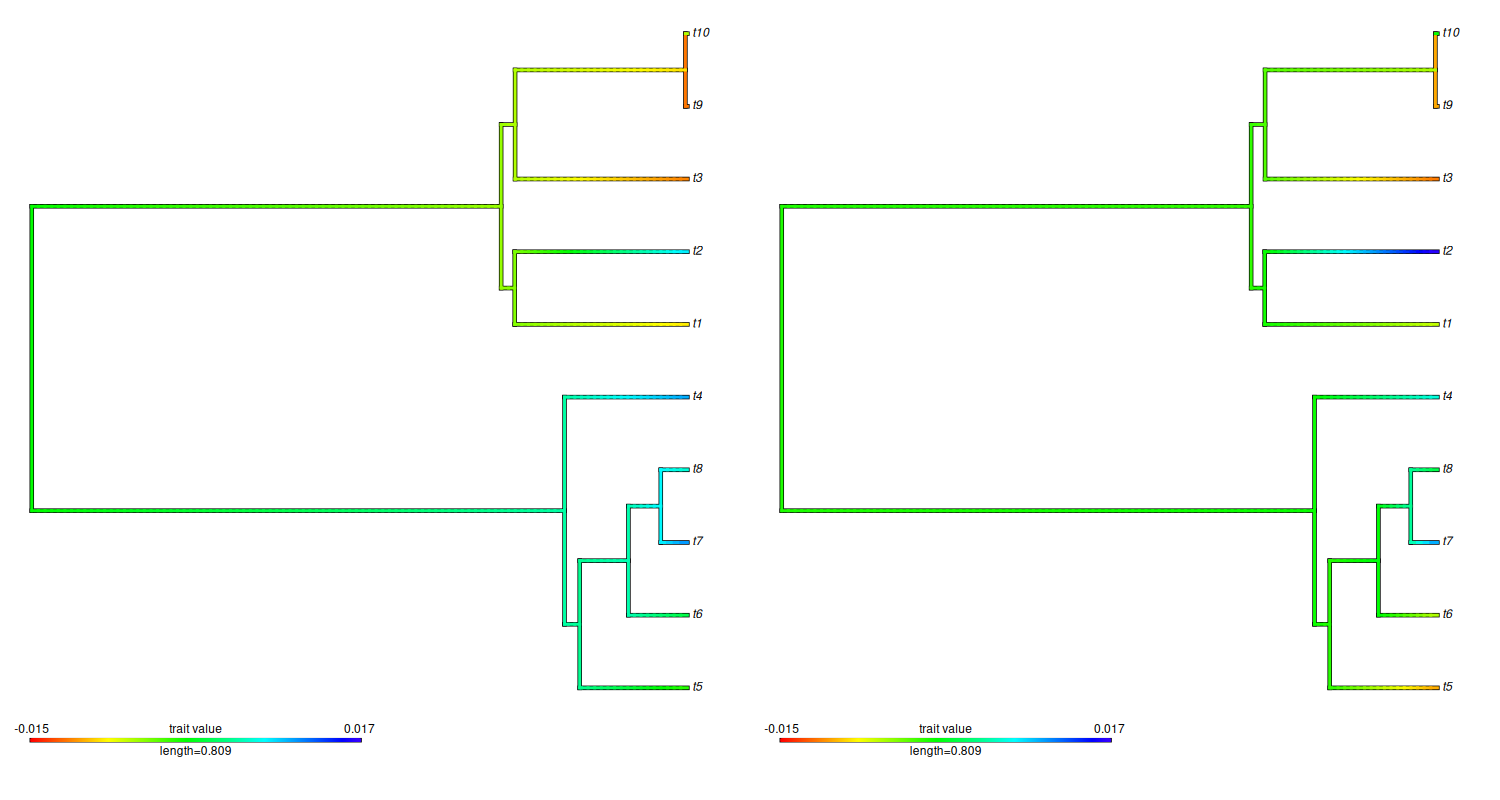 t10
t9
t3
t2
t1
t4
t8
t7
t6
t5
-0.015 trait value 0.017
length=0.809
t10
t9
t3
t2
t1
t4
t8
t7
t6
t5
-0.015 trait value 0.017
length=0.809